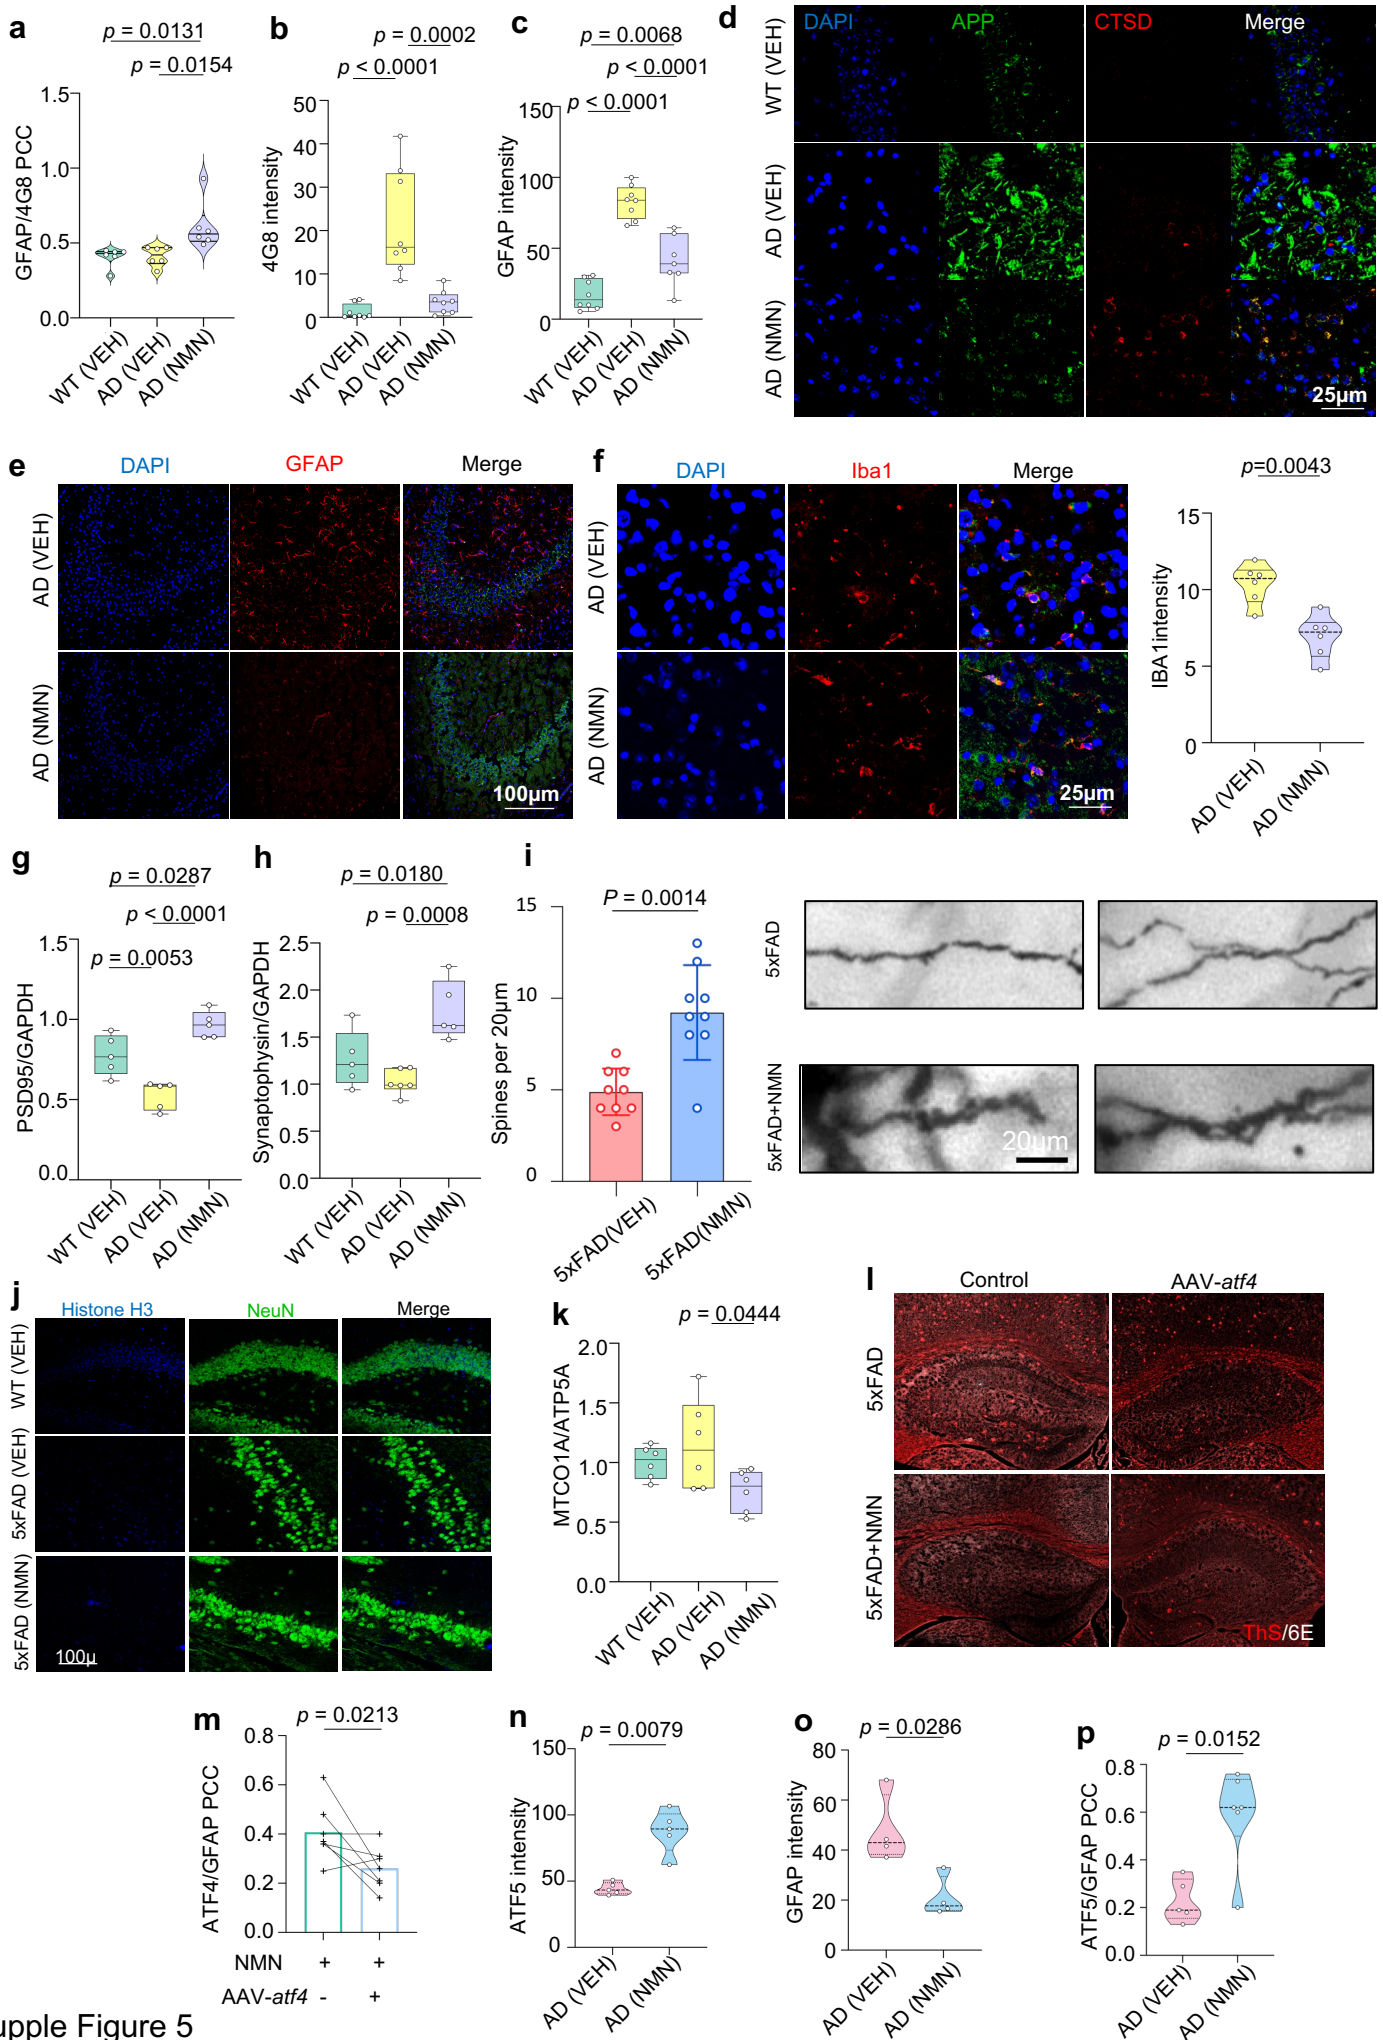 a
p = 0.0131
p = 0.0154
GFAP/4G8 PCC
1.5
1.0
0.5
0.0
WT (VEH)
AD (VEH)
AD (NMN)
b
p = 0.0002
p < 0.0001
4G8 intensity
50
40
30
20
10
0
WT (VEH)
AD (VEH)
AD (NMN)
c
p = 0.0068
p < 0.0001
p < 0.0001
GFAP intensity
150
100
50
0
WT (VEH)
AD (VEH)
AD (NMN)
d
DAPI
APP
CTSD
Merge
WT (VEH)
AD (VEH)
AD (NMN)
25μm
e
DAPI
GFAP
Merge
AD (VEH)
AD (NMN)
100μm
f
DAPI
Iba1
Merge
AD (VEH)
AD (NMN)
25μm
p=0.0043
IBA1intensity
15
10
5
0
AD (VEH)
AD (NMN)
g
p = 0.0287
p < 0.0001
p = 0.0053
PSD95/GAPDH
1.5
1.0
0.5
0.0
WT (VEH)
AD (VEH)
AD (NMN)
h
p = 0.0180
p = 0.0008
Synaptophysin/GAPDH
2.5
2.0
1.5
1.0
0.5
0.0
WT (VEH)
AD (VEH)
AD (NMN)
i
P = 0.0014
Spines per 20μm
15
10
5
0
5xFAD(VEH)
5xFAD(NMN)
5xFAD
5xFAD+NMN
20um
j
Histone H3
NeuN
Merge
WT (VEH)
5xFAD (VEH)
5xFAD (NMN)
100μ
k
p = 0.0444
MTCO1A/ATP5A
2.0
1.5
1.0
0.5
0.0
WT (VEH)
AD (VEH)
AD (NMN)
l
Control
AAV-atf4
5xFAD
5xFAD+NMN
ThS/6E
m
p = 0.0213
ATF4/GFAP PCC
0.8
0.6
0.4
0.2
0.0
NMN + +
AAV-atf4 - +
n
p = 0.0079
ATF5 intensity
150
100
50
0
AD (VEH)
AD (NMN)
o
p = 0.0286
GFAP intensity
80
60
40
20
0
AD (VEH)
AD (NMN)
p
p = 0.0152
ATF5/GFAP PCC
0.8
0.6
0.4
0.2
0.0
AD (VEH)
AD (NMN)
upple Figure 5